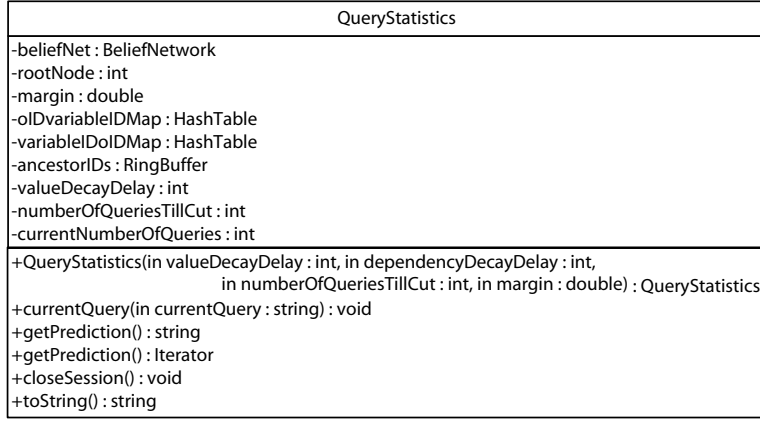 QueryStatistics
-beliefNet : BeliefNetwork
-rootNode : int
-margin : double
-oIDvariableIDMap : HashTable
-variableIDoIDMap : HashTable
-ancestorIDs : RingBuffer
-valueDecayDelay : int
-numberOfQueriesTillCut : int
-currentNumberOfQueries : int
+QueryStatistics(in valueDecayDelay : int, in dependencyDecayDelay : int,
in numberOfQueriesTillCut : int, in margin : double) : QueryStatistics
+currentQuery(in currentQuery : string) : void
+getPrediction() : string
+getPrediction() : Iterator
+closeSession() : void
+toString() : string